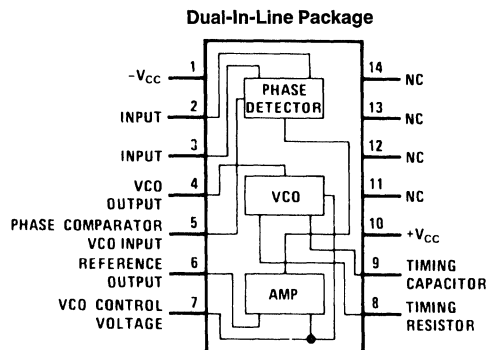 Dual-In-Line Package
1
-VCC
2
INPUT
3
INPUT
4
VCO
OUTPUT
5
PHASE COMPARATOR
VCO INPUT
6
REFERENCE
OUTPUT
7
VCO CONTROL
VOLTAGE
PHASE
DETECTOR
VCO
AMP
14
NC
13
NC
12
NC
11
NC
10
+VCC
9
TIMING
CAPACITOR
8
TIMING
RESISTOR